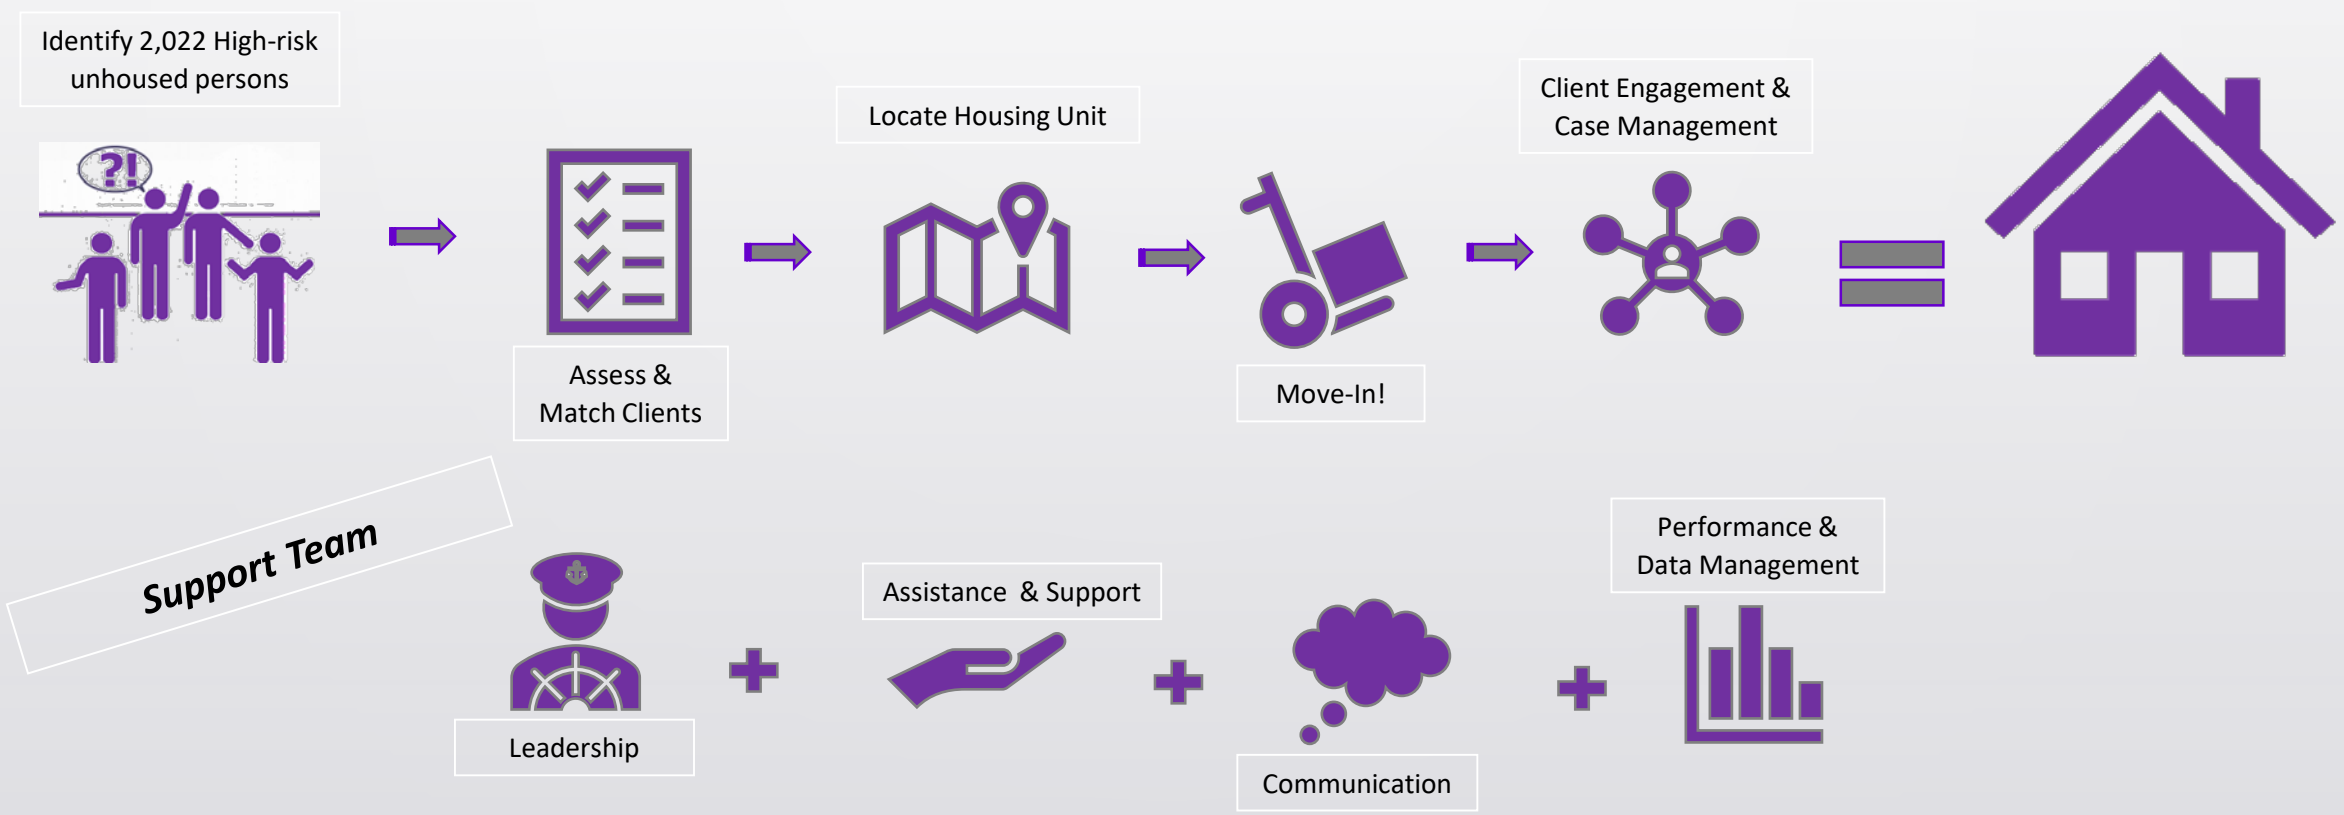 Identify 2,022 High-risk
unhoused persons
?!
Assess &
Match Clients
Locate Housing Unit
Move-In!
Client Engagement &
Case Management
Support Team
Leadership
Assistance & Support
Communication
Performance &
Data Management